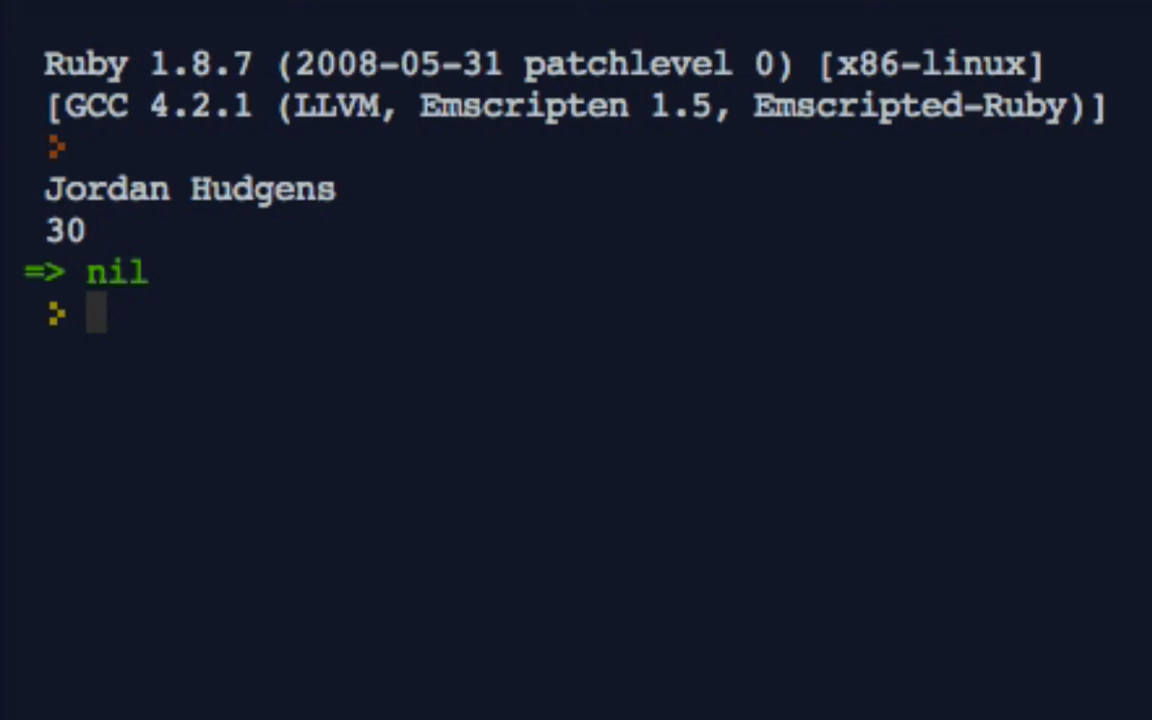 Ruby 1.8.7 (2008-05-31 patchlevel 0) [x86-linux]
[GCC 4.2.1 (LLVM, Emscripten 1.5, Emscripted-Ruby)]
>
Jordan Hudgens
30
=> nil
>